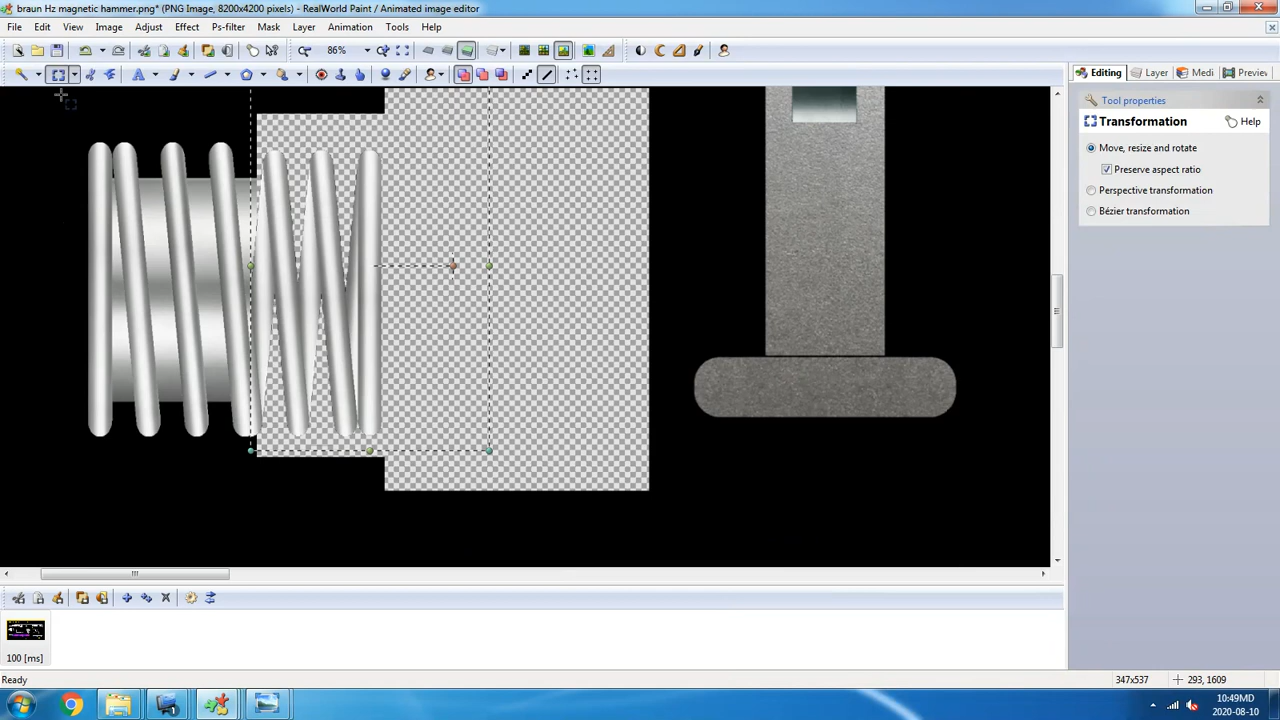 braun Hz magnetic hammer.png* (PNG Image, 8200x4200 pixels) - RealWorld Paint / Animated image editor
File Edit View Image Adjust Effect Ps-filter Mask Layer Animation Tools Help
86%
Editing Layer Medi Preview
Tool properties
Transformation Help
Move, resize and rotate
Preserve aspect ratio
Perspective transformation
Bézier transformation
100 [ms]
Ready 347x537 293, 1609
10:49MD
2020-08-10